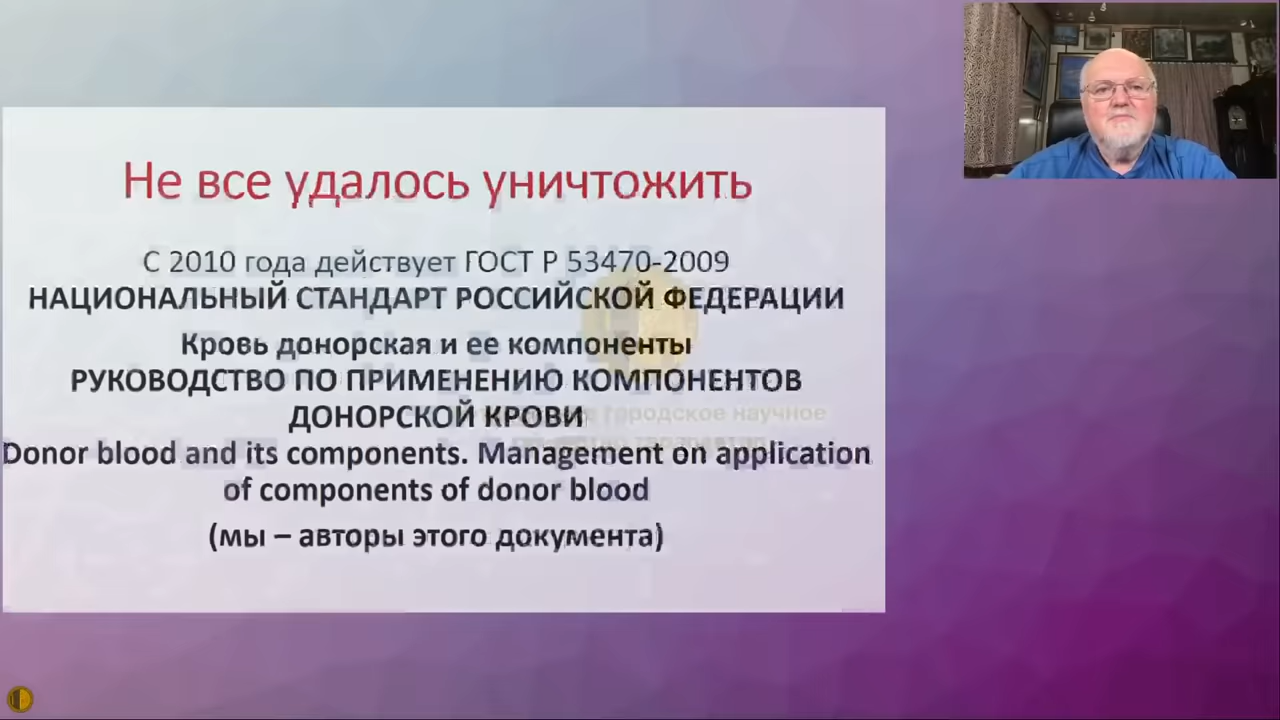 Не все удалось уничтожить
С 2010 года действует ГОСТ Р 53470-2009
НАЦИОНАЛЬНЫЙ СТАНДАРТ РОССИЙСКОЙ ФЕДЕРАЦИИ
Кровь донорская и ее компоненты
РУКОВОДСТВО ПО ПРИМЕНЕНИЮ КОМПОНЕНТОВ
ДОНОРСКОЙ КРОВИ
городское научное
Donor blood and its components. Management on application
of components of donor blood
(мы – авторы этого документа)